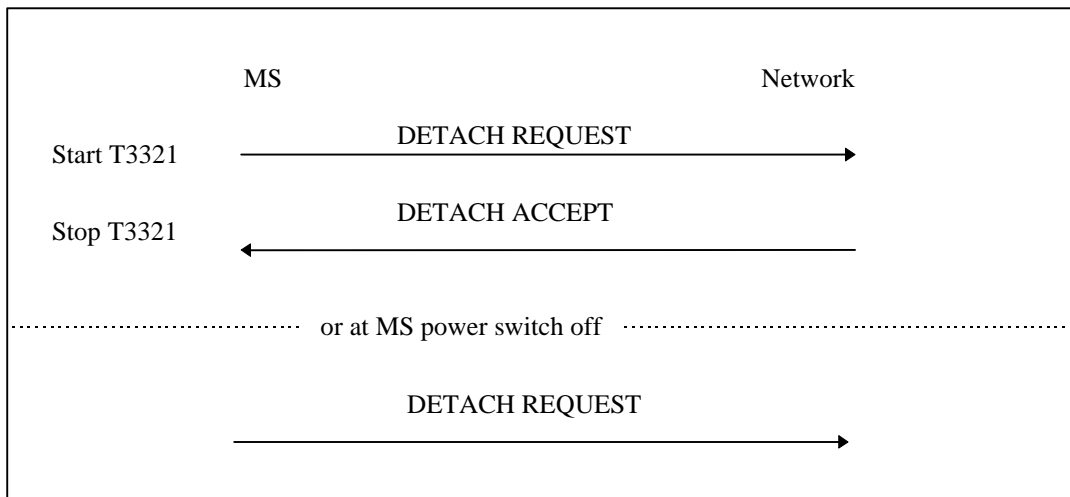 MS Network
DETACH REQUEST
Start T3321
DETACH ACCEPT
Stop T3321
or at MS power switch off
DETACH REQUEST